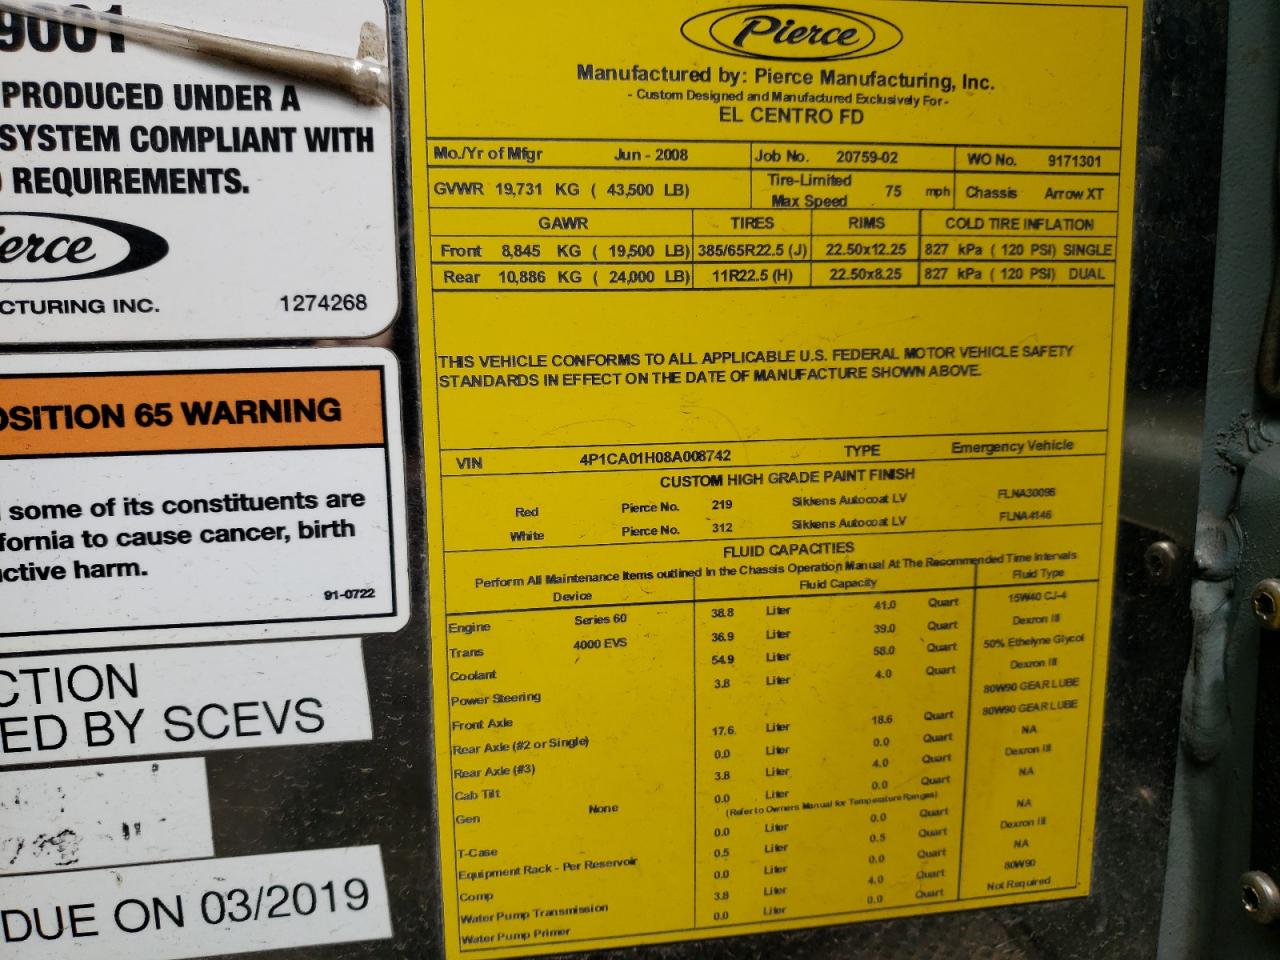 9001
PRODUCED UNDER A
SYSTEM COMPLIANT WITH
REQUIREMENTS.
ierce
CTURING INC. 1274268
OSITION 65 WARNING
some of its constituents are
fornia to cause cancer, birth
uctive harm.
91-0722
CTION
ED BY SCEVS
DUE ON 03/2019
Pierce
Manufactured by: Pierce Manufacturing, Inc.
- Custom Designed and Manufactured Exclusively For -
EL CENTRO FD
Mo./Yr of Mfgr Jun - 2008 Job No. 20759-02 WO No. 9171301
GVWR 19,731 KG ( 43,500 LB) Tire-Limited Max Speed 75 mph Chassis Arrow XT
GAWR TIRES RIMS COLD TIRE INFLATION
Front 8,845 KG ( 19,500 LB) 385/65R22.5 (J) 22.50x12.25 827 kPa ( 120 PSI) SINGLE
Rear 10,886 KG ( 24,000 LB) 11R22.5 (H) 22.50x8.25 827 kPa ( 120 PSI) DUAL
THIS VEHICLE CONFORMS TO ALL APPLICABLE U.S. FEDERAL MOTOR VEHICLE SAFETY
STANDARDS IN EFFECT ON THE DATE OF MANUFACTURE SHOWN ABOVE.
VIN 4P1CA01H08A008742 TYPE Emergency Vehicle
CUSTOM HIGH GRADE PAINT FINISH
Red Pierce No. 219 Sikkens Autocoat LV FLNA30096
White Pierce No. 312 Sikkens Autocoat LV FLNA4146
FLUID CAPACITIES
Perform All Maintenance Items outlined In the Chassis Operation Manual At The Recommended Time Intervals
Device Fluid Capacity Fluid Type
Engine Series 60 38.8 Liter 41.0 Quart 15W40 CJ-4
Trans 4000 EVS 36.9 Liter 39.0 Quart Dexron III
Coolant 54.9 Liter 58.0 Quart 50% Ethelyne Glycol
Power Steering 3.8 Liter 4.0 Quart Dexron III
Front Axle 80W90 GEAR LUBE
Rear Axle (#2 or Single) 17.6 Liter 18.6 Quart 80W90 GEAR LUBE
Rear Axle (#3) 0.0 Liter 0.0 Quart NA
Cab Tilt 3.8 Liter 4.0 Quart Dexron III
Gen None 0.0 Liter 0.0 Quart NA
(Refer to Owners Manual for Temperature Ranges)
T-Case 0.0 Liter 0.0 Quart NA
Equipment Rack - Per Reservoir 0.5 Liter 0.5 Quart Dexron III
Comp 0.0 Liter 0.0 Quart NA
Water Pump Transmission 3.8 Liter 4.0 Quart 80W90
Water Pump Primer 0.0 Liter 0.0 Quart Not Required